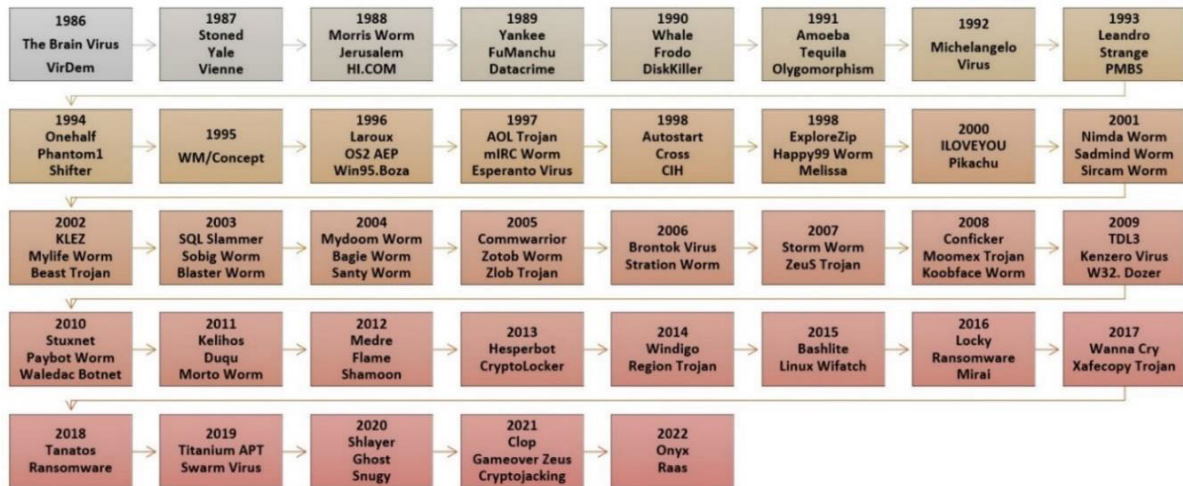 1986
The Brain Virus
VirDem
1987
Stoned
Yale
Vienne
1988
Morris Worm
Jerusalem
HI.COM
1989
Yankee
FuManchu
Datacrime
1990
Whale
Frodo
DiskKiller
1991
Amoeba
Tequila
Olygomorphism
1992
Michelangelo
Virus
1993
Leandro
Strange
PMBS
1994
Onehalf
Phantom1
Shifter
1995
WM/Concept
1996
Laroux
OS2 AEP
Win95.Boza
1997
AOL Trojan
mIRC Worm
Esperanto Virus
1998
Autostart
Cross
CIH
1998
ExploreZip
Happy99 Worm
Melissa
2000
ILOVEYOU
Pikachu
2001
Nimda Worm
Sadmind Worm
Sircam Worm
2002
KLEZ
Mylife Worm
Beast Trojan
2003
SQL Slammer
Sobig Worm
Blaster Worm
2004
Mydoom Worm
Bagie Worm
Santy Worm
2005
Commwarrior
Zotob Worm
Zlob Trojan
2006
Brontok Virus
Stration Worm
2007
Storm Worm
ZeuS Trojan
2008
Conficker
Moomex Trojan
Koobface Worm
2009
TDL3
Kenzero Virus
W32. Dozer
2010
Stuxnet
Paybot Worm
Waledac Botnet
2011
Kelihos
Duqu
Morto Worm
2012
Medre
Flame
Shamoon
2013
Hesperbot
CryptoLocker
2014
Windigo
Region Trojan
2015
Bashlite
Linux Wifatch
2016
Locky
Ransomware
Mirai
2017
Wanna Cry
Xafecopy Trojan
2018
Tanatos
Ransomware
2019
Titanium APT
Swarm Virus
2020
Shlayer
Ghost
Snugy
2021
Clop
Gameover Zeus
Cryptojacking
2022
Onyx
Raas